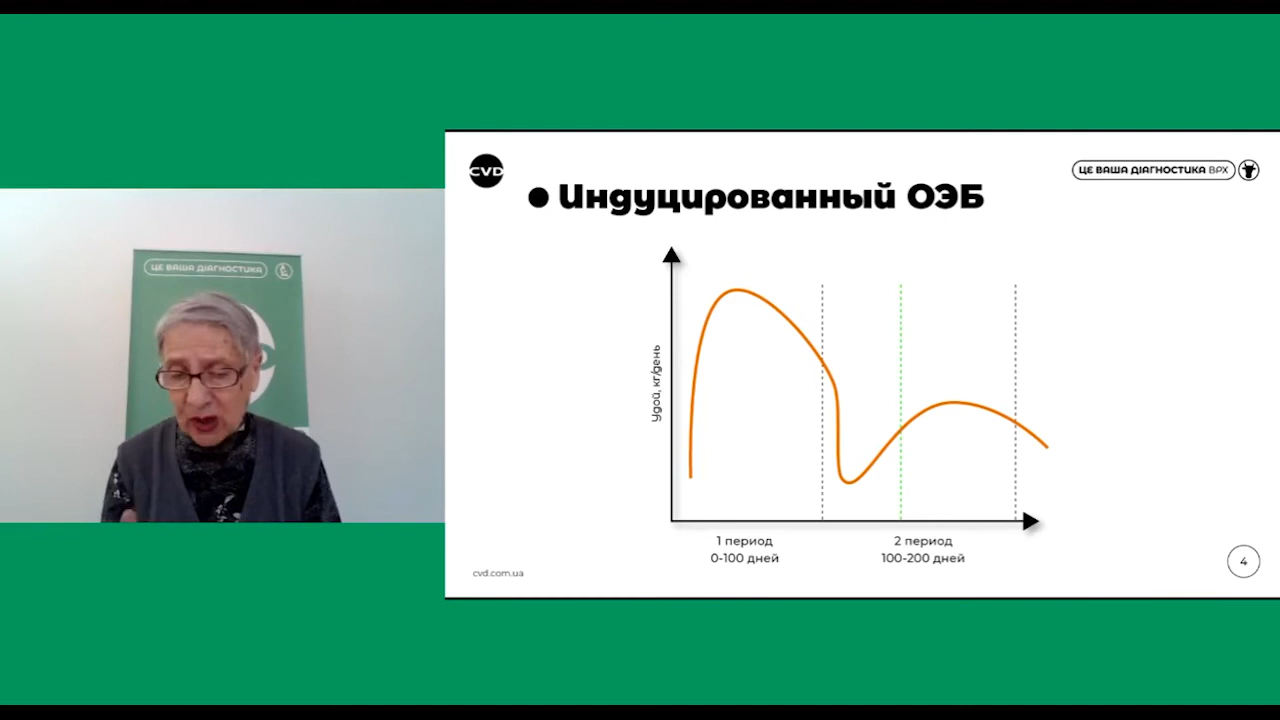 ЦЕ ВАША ДІАГНОСТИКА
CVD
ЦЕ ВАША ДІАГНОСТИКА ВРХ
Индуцированный ОЭБ
Удой, кг/день
1 период
0-100 дней
2 период
100-200 дней
cvd.com.ua
4